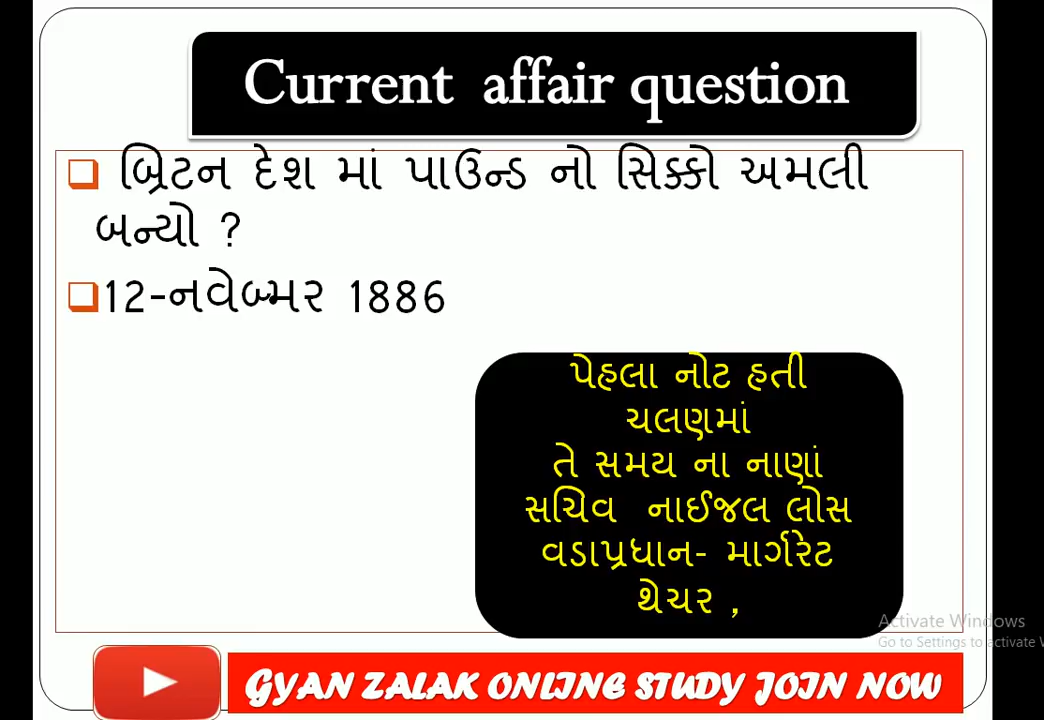 Current affair question
બ્રિટન દેશ માં પાઉન્ડ નો સિક્કો અમલી
બન્યો ?
12-નવેબ્મર 1886
પેહલા નોટ હતી
ચલણમાં
તે સમય ના નાણાં
સચિવ નાઈજલ લોસ
વડાપ્રધાન- માર્ગરેટ
થેચર ,
Activate Windows
Go to Settings to activate W
GYAN ZALAK ONLINE STUDY JOIN NOW